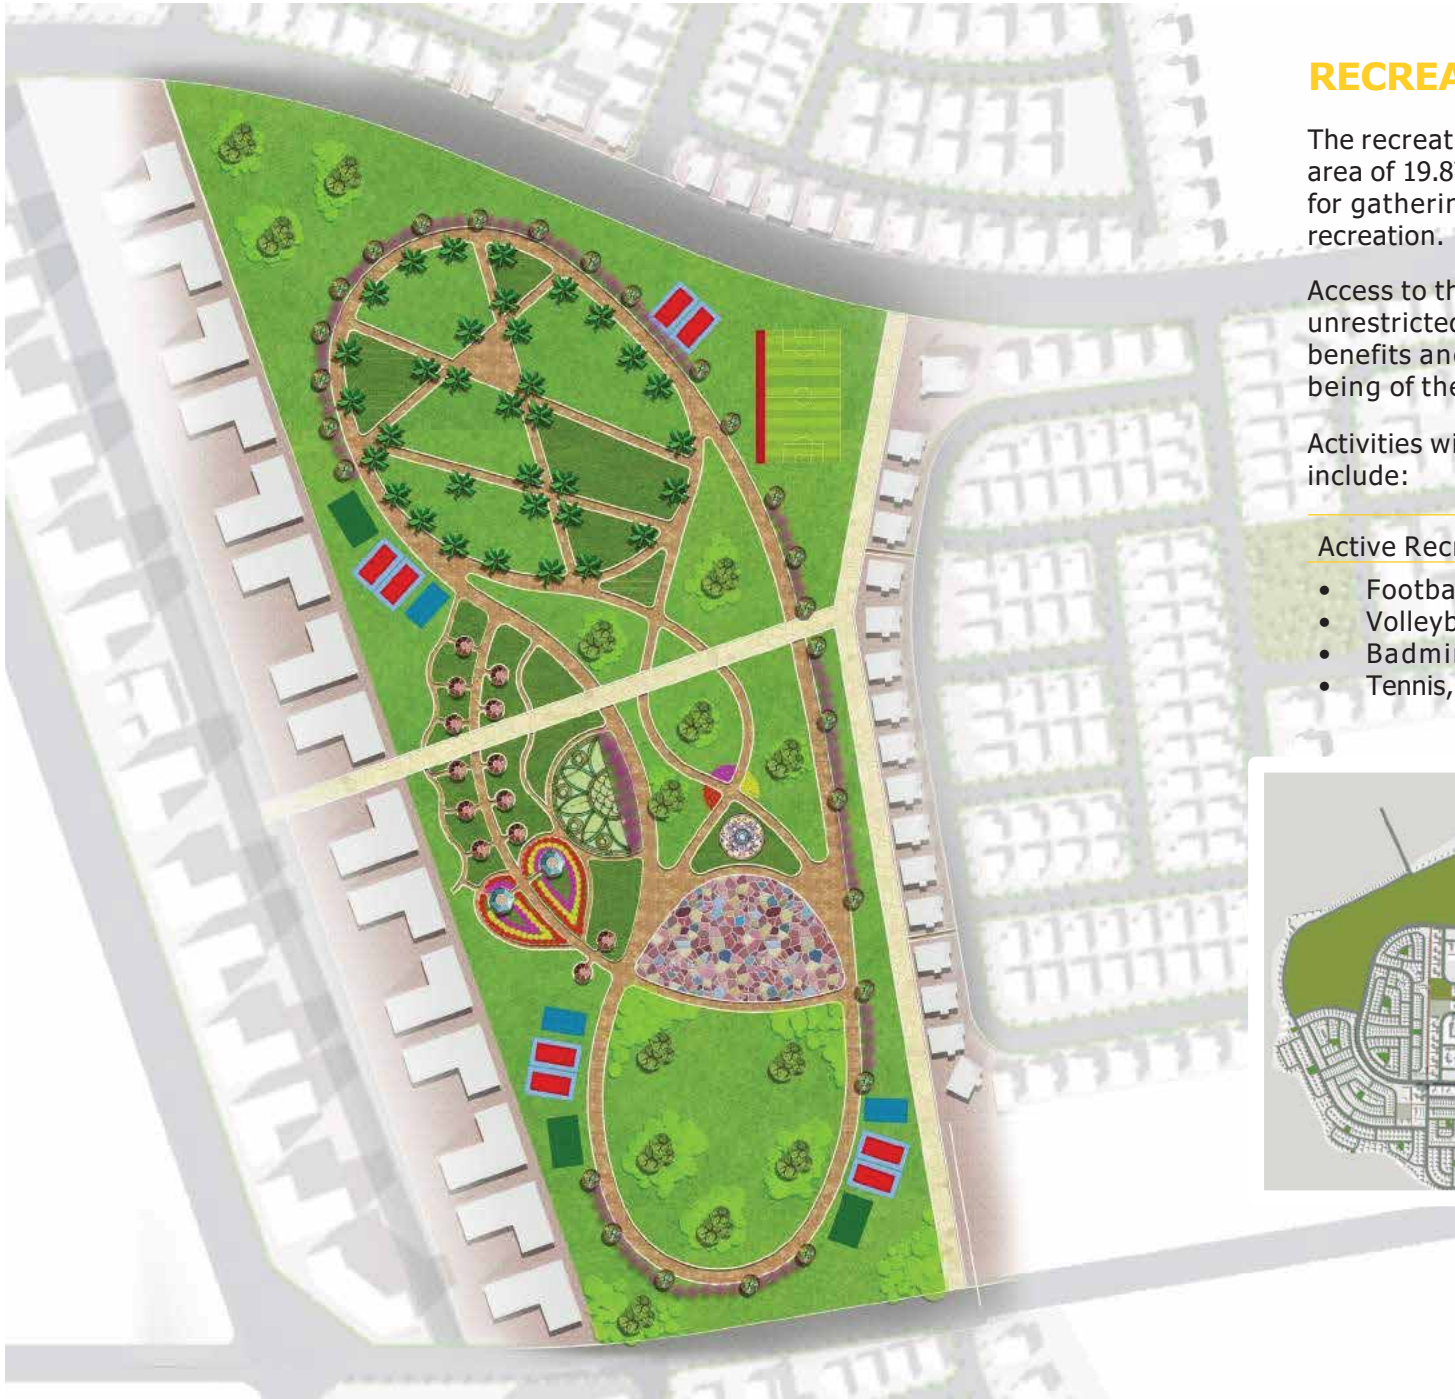 RECREA
The recreat
area of 19.8
for gatherin
recreation.
Access to th
unrestricted
benefits and
being of the
Activities wi
include:
Active Recr
• Footba
• Volleyb
• Badmin
• Tennis,